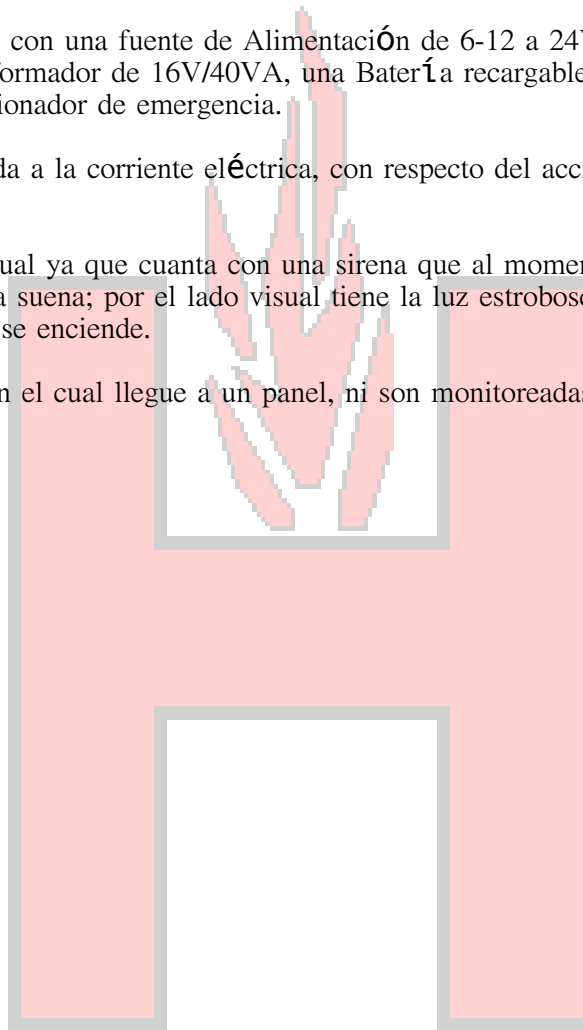 con una fuente de Alimentación de 6-12 a 24V
formador de 16V/40VA, una Batería recargable
ionador de emergencia.
da a la corriente eléctrica, con respecto del acci
ual ya que cuanta con una sirena que al momen
a suena; por el lado visual tiene la luz estrobosc
se enciende.
n el cual llegue a un panel, ni son monitoreadas